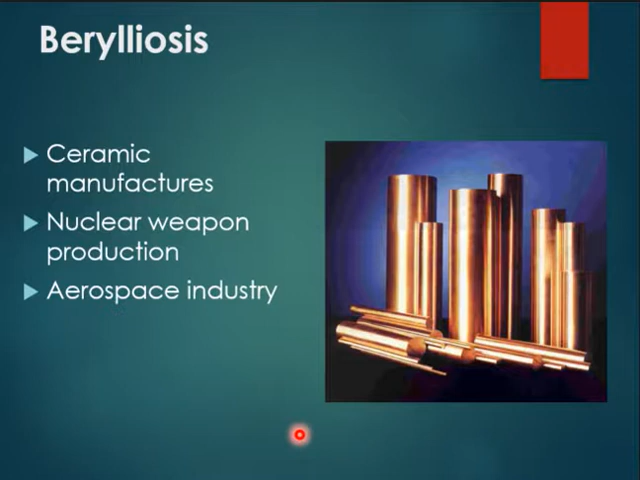 Berylliosis
Ceramic
manufactures
Nuclear weapon
production
Aerospace industry